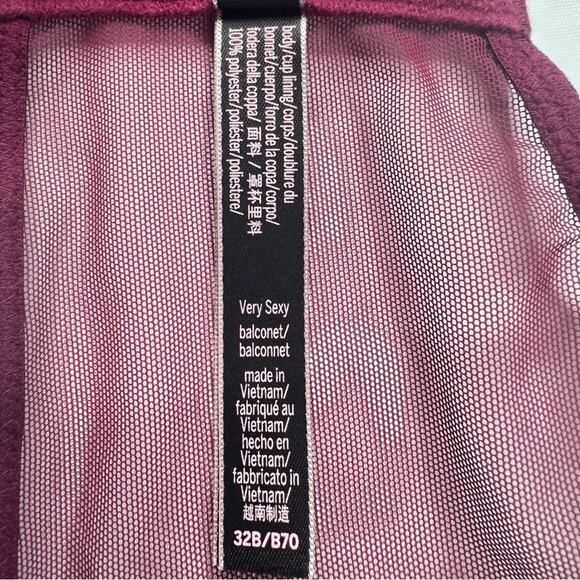 body/cup lining/corps/doublure du
bonnet/cuerpo/forro de la copa/corpo/
fodera della coppa/ 面料 / 罩杯里料
100% polyester/poliéster/poliestere/
Very Sexy
balconet/
balconnet
made in
Vietnam/
fabriqué au
Vietnam/
hecho en
Vietnam/
fabbricato in
Vietnam/
越南制造
32B/B70